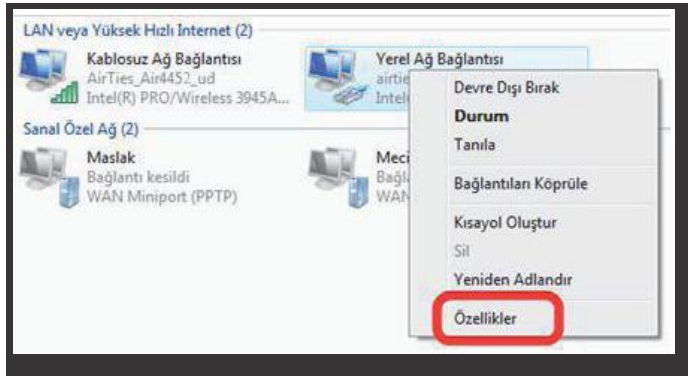 LAN veya Yüksek Hızlı Internet (2)
Kablosuz Ağ Bağlantısı
AirTies_Air4452_ud
Intel(R) PRO/Wireless 3945A...
Yerel Ağ Bağlantısı
Sanal Özel Ağ (2)
Maslak
Bağlantı kesildi
WAN Miniport (PPTP)
WAN
Devre Dışı Bırak
Durum
Tanıla
Bağlantıları Köprüle
Kısayol Oluştur
Sil
Yeniden Adlandır
Özellikler